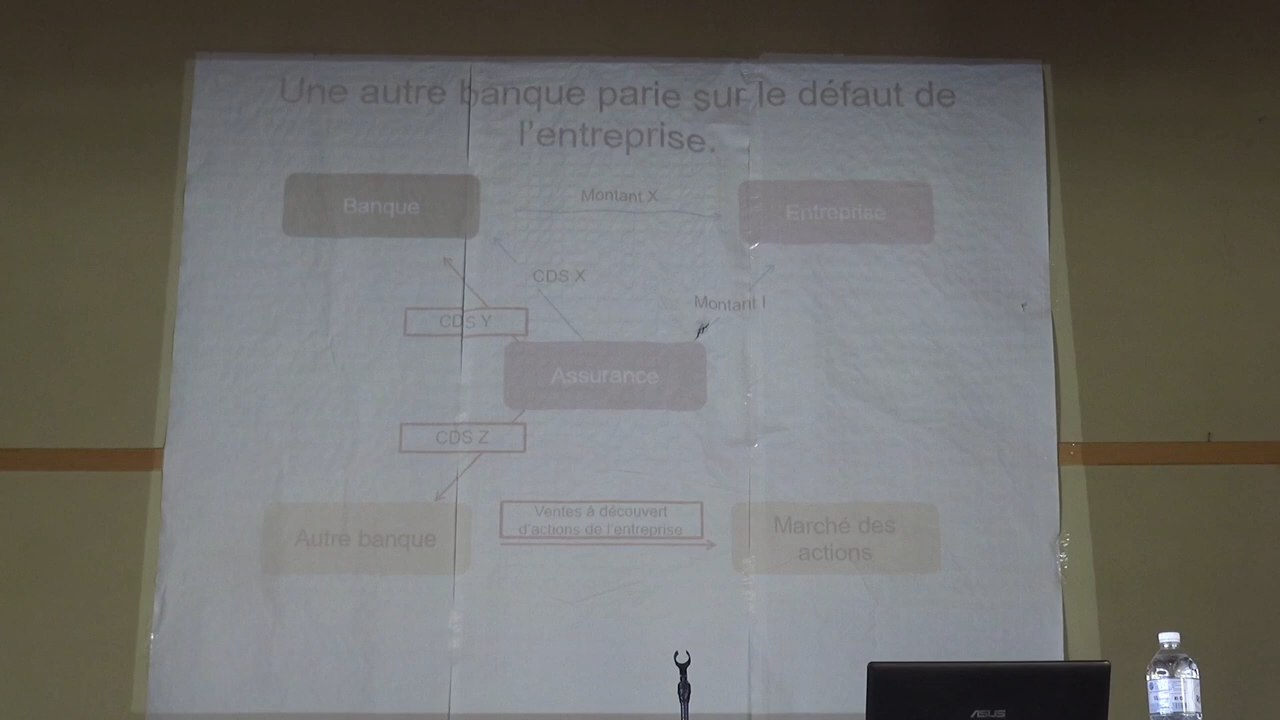 Une autre banque parie sur le défaut de
l'entreprise.
Banque
Montant X
Entreprise
CDS X
Montant I
CDS Y
Assurance
CDS Z
Ventes à découvert
d'actions de l'entreprise
Autre banque
Marché des
actions
ASUS